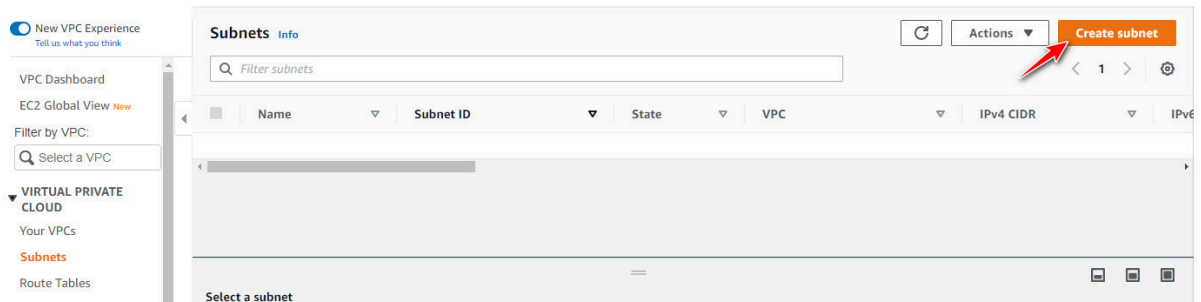 New VPC Experience
Tell us what you think
VPC Dashboard
EC2 Global View New
Filter by VPC:
Select a VPC
VIRTUAL PRIVATE
CLOUD
Your VPCs
Subnets
Route Tables
Subnets Info
Actions
Create subnet
Filter subnets
1
Name Subnet ID State VPC IPv4 CIDR IPv6
Select a subnet